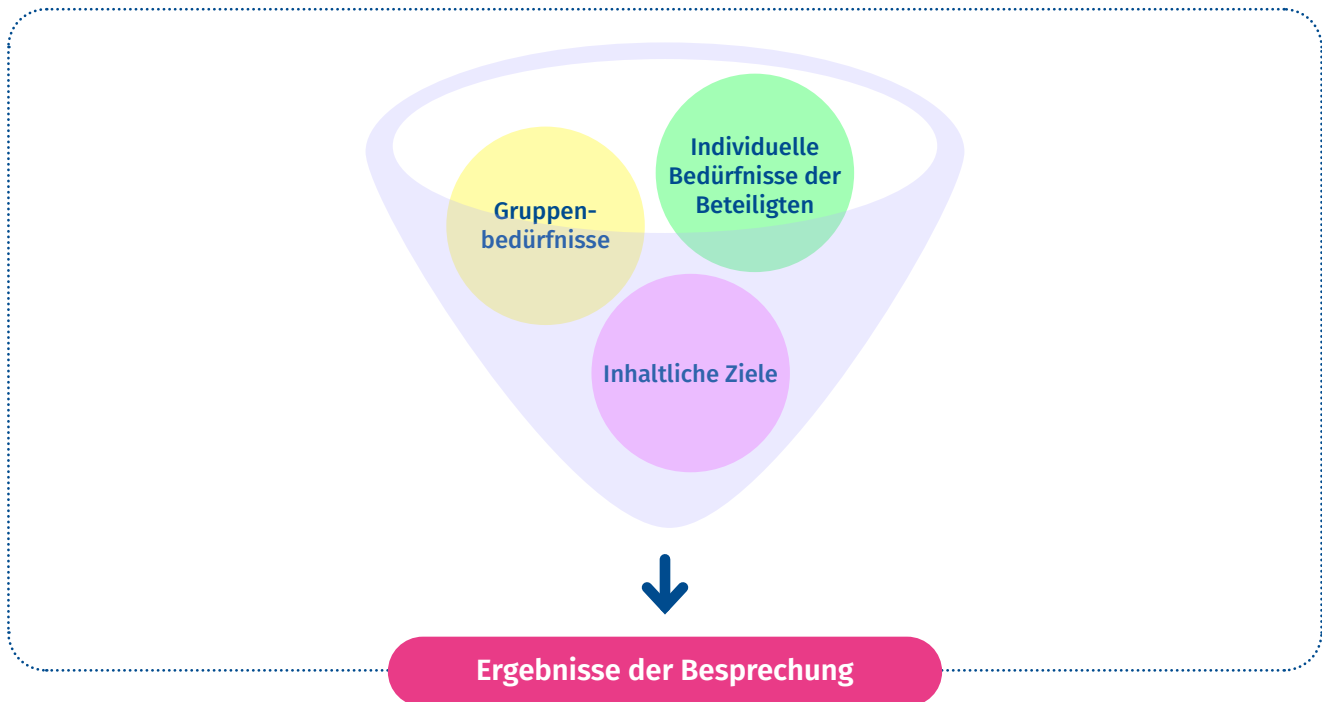 Individuelle
Bedürfnisse der
Beteiligten
Gruppen-
bedürfnisse
Inhaltliche Ziele
Ergebnisse der Besprechung